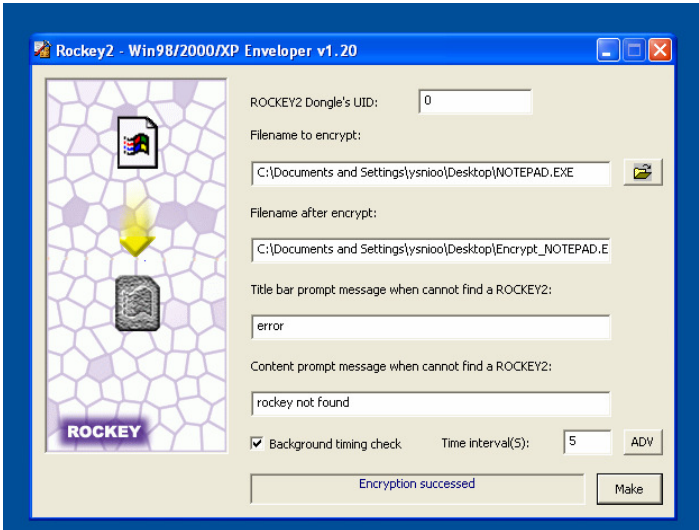 Rockey2 - Win98/2000/XP Enveloper v1.20
ROCKEY2 Dongle's UID: 0
Filename to encrypt:
C:\Documents and Settings\ysnioo\Desktop\NOTEPAD.EXE
Filename after encrypt:
C:\Documents and Settings\ysnioo\Desktop\Encrypt_NOTEPAD.E
Title bar prompt message when cannot find a ROCKEY2:
error
Content prompt message when cannot find a ROCKEY2:
rockey not found
ROCKEY
Background timing check Time interval(S): 5 ADV
Encryption successed Make